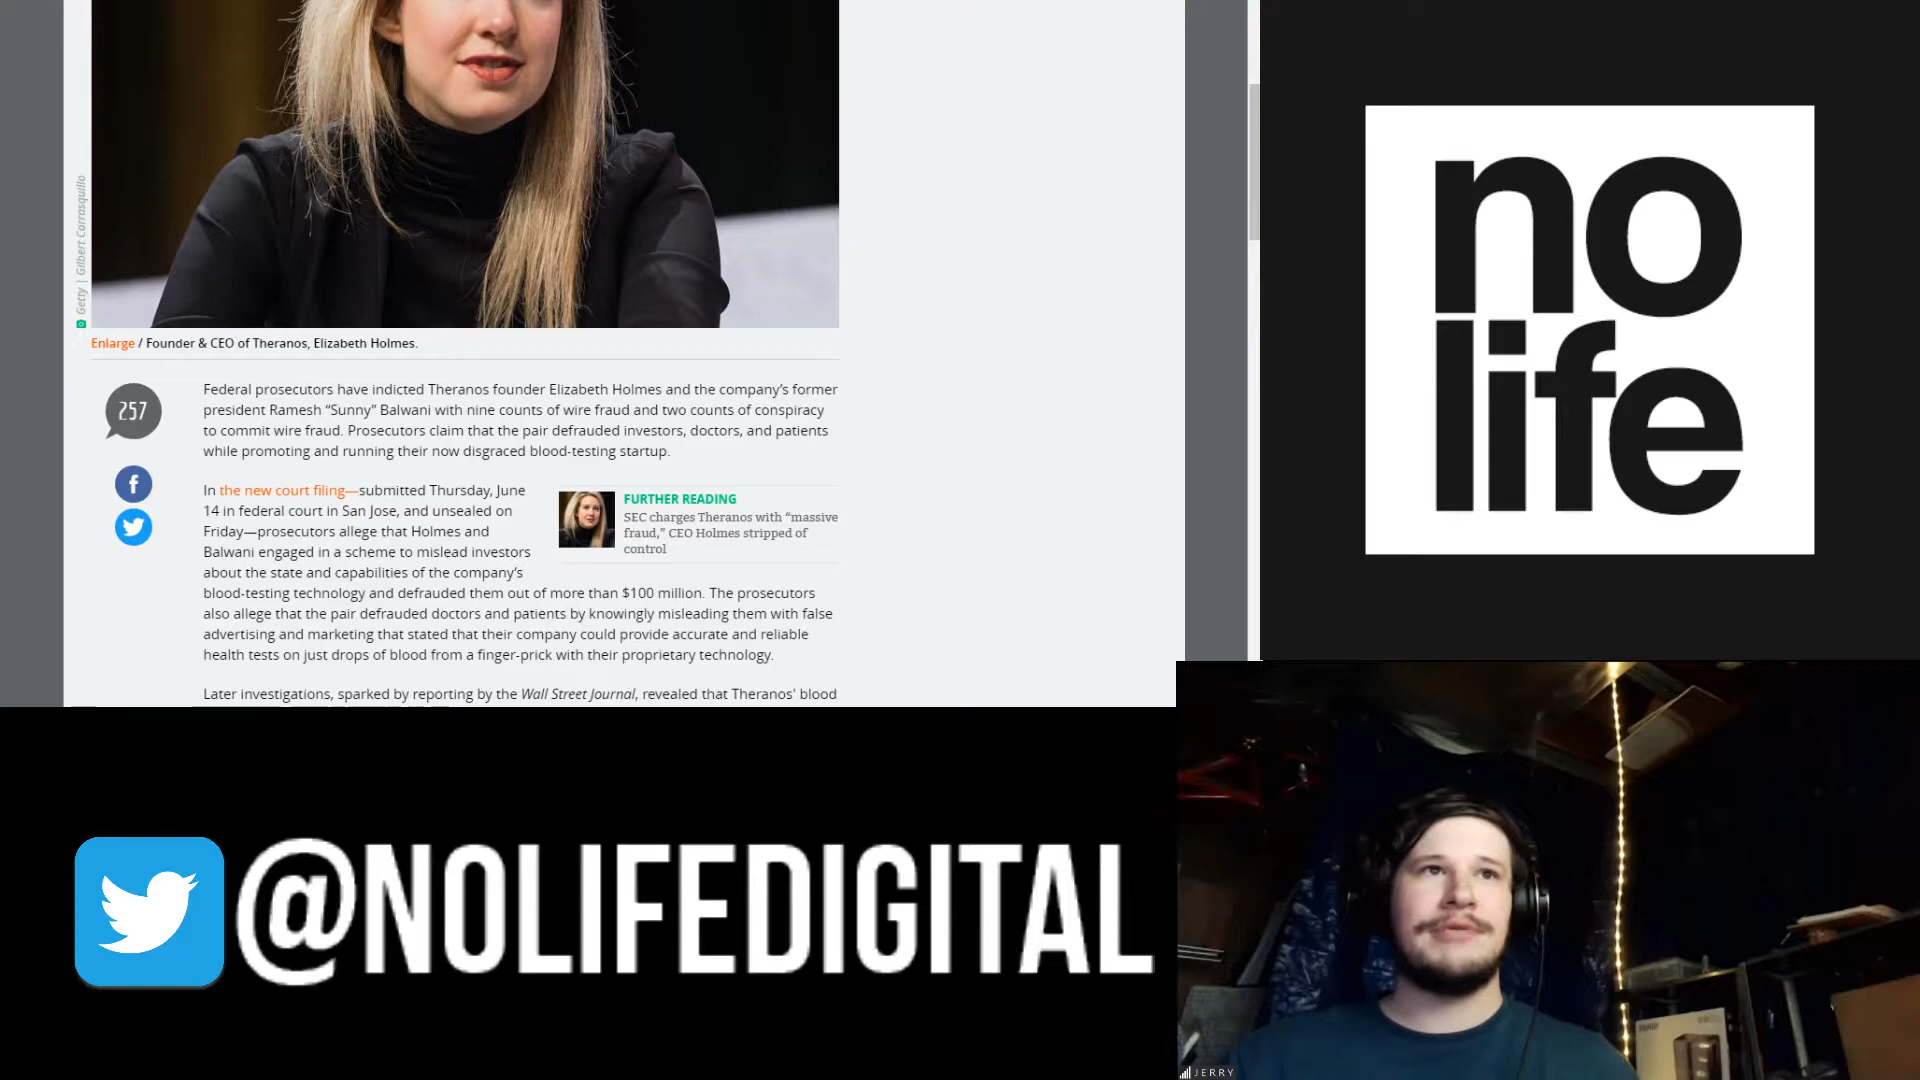 Getty | Gilbert Carrasquillo
Enlarge / Founder & CEO of Theranos, Elizabeth Holmes.
257
Federal prosecutors have indicted Theranos founder Elizabeth Holmes and the company’s former
president Ramesh “Sunny” Balwani with nine counts of wire fraud and two counts of conspiracy
to commit wire fraud. Prosecutors claim that the pair defrauded investors, doctors, and patients
while promoting and running their now disgraced blood-testing startup.
In the new court filing—submitted Thursday, June
14 in federal court in San Jose, and unsealed on
Friday—prosecutors allege that Holmes and
Balwani engaged in a scheme to mislead investors
about the state and capabilities of the company’s
blood-testing technology and defrauded them out of more than $100 million. The prosecutors
also allege that the pair defrauded doctors and patients by knowingly misleading them with false
advertising and marketing that stated that their company could provide accurate and reliable
health tests on just drops of blood from a finger-prick with their proprietary technology.
FURTHER READING
SEC charges Theranos with “massive
fraud,” CEO Holmes stripped of
control
Later investigations, sparked by reporting by the Wall Street Journal, revealed that Theranos' blood
no
life
@NOLIFEDIGITAL
JERRY